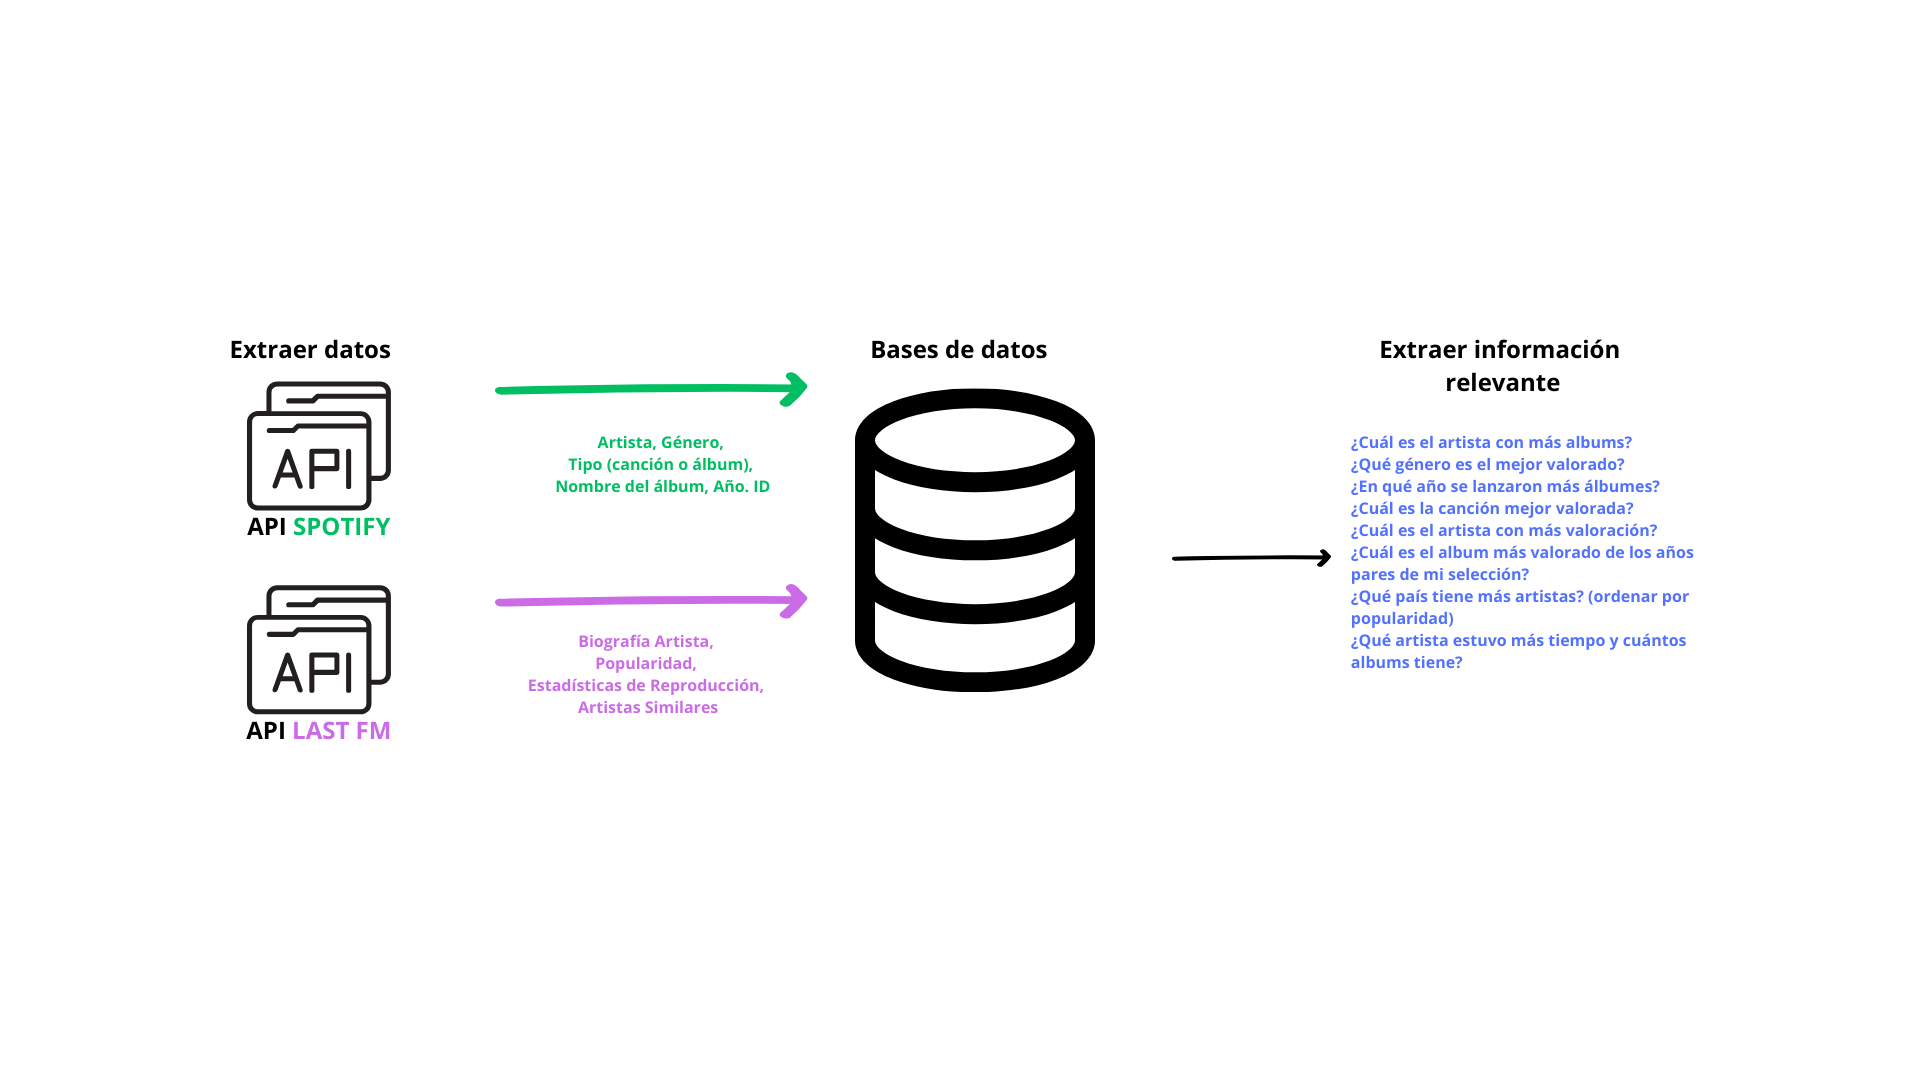 Extraer datos
API
API SPOTIFY
API
API LAST FM
Artista, Género,
Tipo (canción o álbum),
Nombre del álbum, Año. ID
Biografía Artista,
Popularidad,
Estadísticas de Reproducción,
Artistas Similares
Bases de datos
Extraer información
relevante
¿Cuál es el artista con más albums?
¿Qué género es el mejor valorado?
¿En qué año se lanzaron más álbumes?
¿Cuál es la canción mejor valorada?
¿Cuál es el artista con más valoración?
¿Cuál es el album más valorado de los años
pares de mi selección?
¿Qué país tiene más artistas? (ordenar por
popularidad)
¿Qué artista estuvo más tiempo y cuántos
albums tiene?